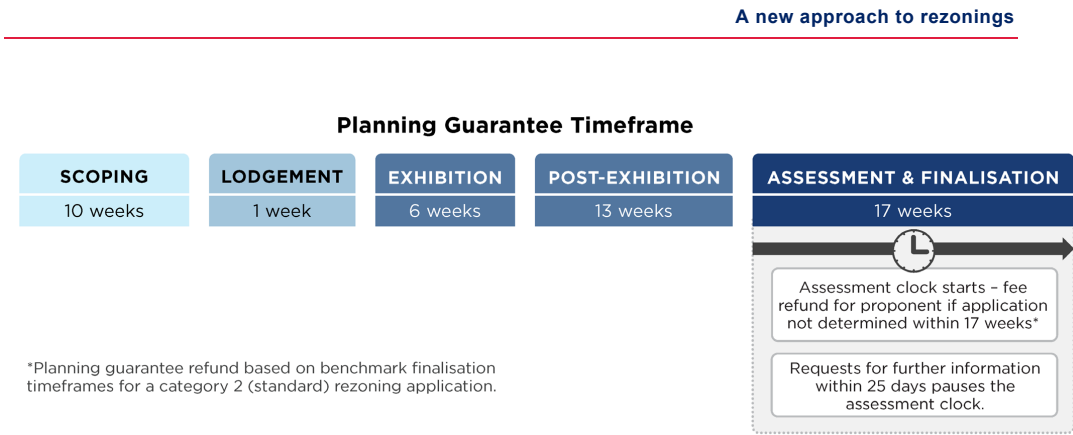 A new approach to rezonings
Planning Guarantee Timeframe
SCOPING
10 weeks
LODGEMENT
1 week
EXHIBITION
6 weeks
POST-EXHIBITION
13 weeks
ASSESSMENT & FINALISATION
17 weeks
Assessment clock starts – fee
refund for proponent if application
not determined within 17 weeks*
Requests for further information
within 25 days pauses the
assessment clock.
*Planning guarantee refund based on benchmark finalisation
timeframes for a category 2 (standard) rezoning application.